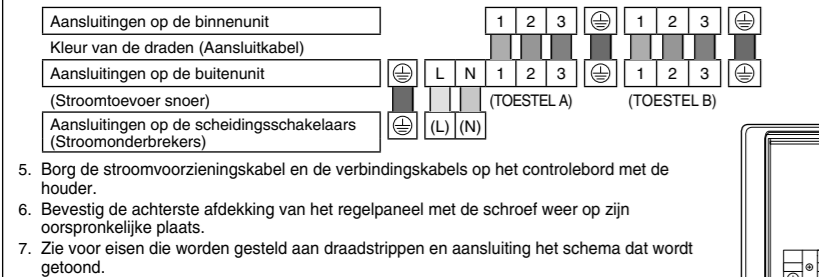 Aansluitingen op de binnenunit 1 2 3 1 2 3
Kleur van de draden (Aansluitkabel)
Aansluitingen op de buitenunit L N 1 2 3 1 2 3
(Stroomtoevoer snoer) (TOESTEL A) (TOESTEL B)
Aansluitingen op de scheidingsschakelaars (L) (N)
(Stroomonderbrekers)
5. Borg de stroomvoorzieningskabel en de verbindingskabels op het controlebord met de
houder.
6. Bevestig de achterste afdekking van het regelpaneel met de schroef weer op zijn
oorspronkelijke plaats.
7. Zie voor eisen die worden gesteld aan draadstrippen en aansluiting het schema dat wordt
getoond.